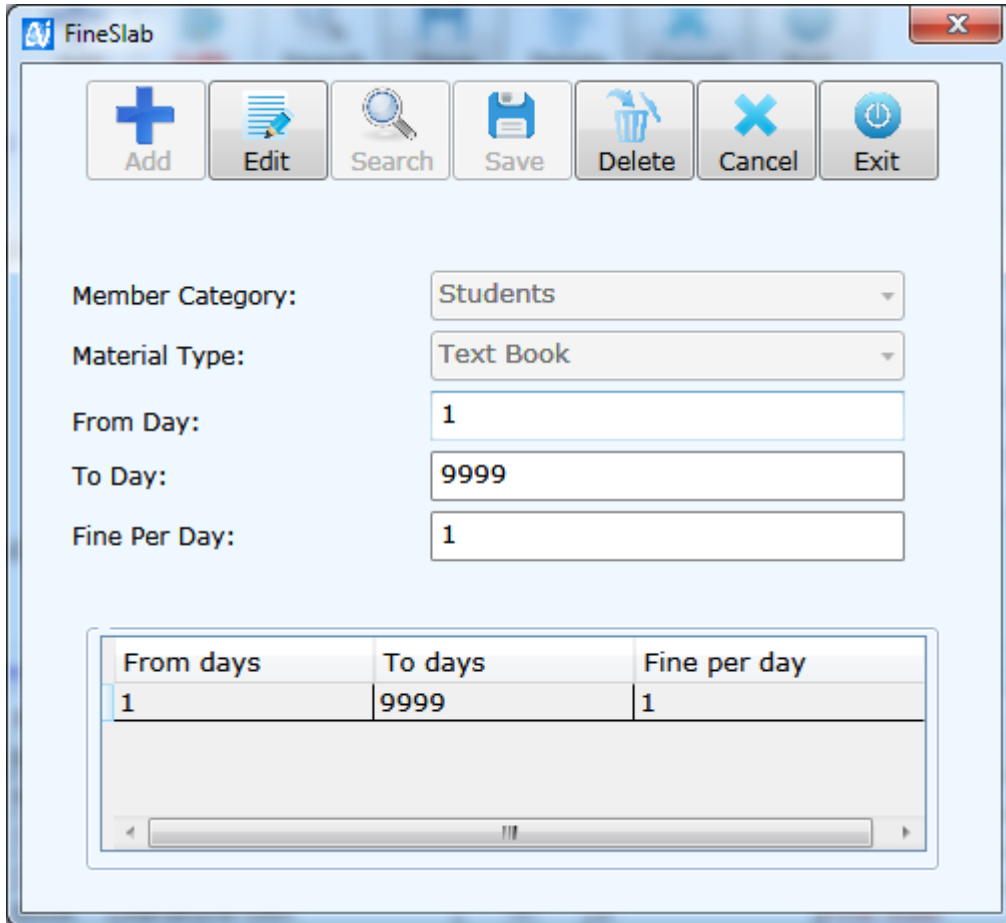 FineSlab
Add Edit Search Save Delete Cancel Exit
Member Category: Students
Material Type: Text Book
From Day: 1
To Day: 9999
Fine Per Day: 1
From days To days Fine per day
1 9999 1